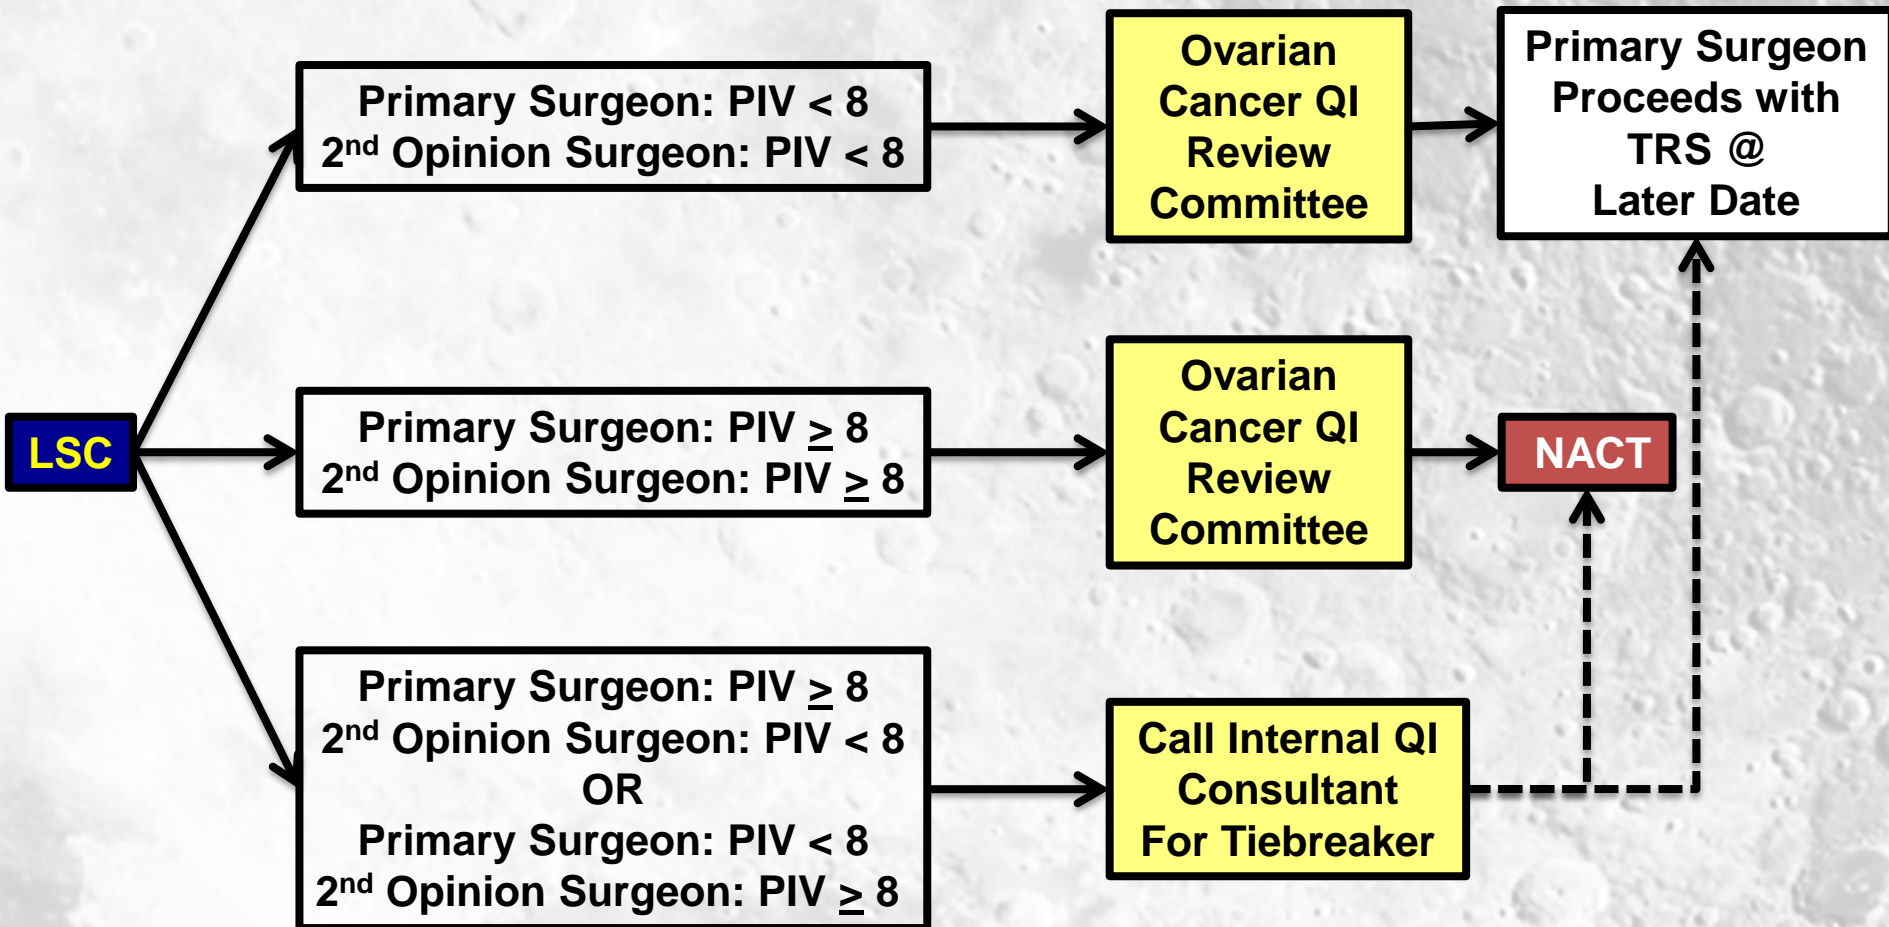 LSC
Primary Surgeon: PIV < 8
2nd Opinion Surgeon: PIV < 8
Ovarian
Cancer QI
Review
Committee
Primary Surgeon
Proceeds with
TRS @
Later Date
Primary Surgeon: PIV ≥ 8
2nd Opinion Surgeon: PIV ≥ 8
Ovarian
Cancer QI
Review
Committee
NACT
Primary Surgeon: PIV ≥ 8
2nd Opinion Surgeon: PIV < 8
OR
Primary Surgeon: PIV < 8
2nd Opinion Surgeon: PIV ≥ 8
Call Internal QI
Consultant
For Tiebreaker